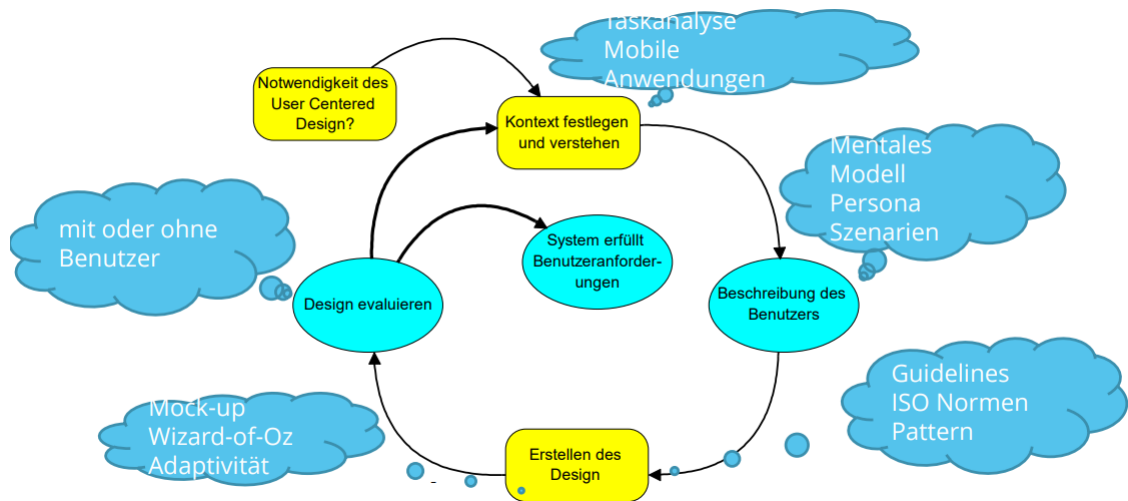 Taskanalyse
Mobile
Anwendungen
Notwendigkeit des
User Centered
Design?
Kontext festlegen
und verstehen
Mentales
Modell
Persona
Szenarien
mit oder ohne
Benutzer
System erfüllt
Benutzeranforder-
ungen
Design evaluieren
Beschreibung des
Benutzers
Guidelines
ISO Normen
Pattern
Mock-up
Wizard-of-Oz
Adaptivität
Erstellen des
Design